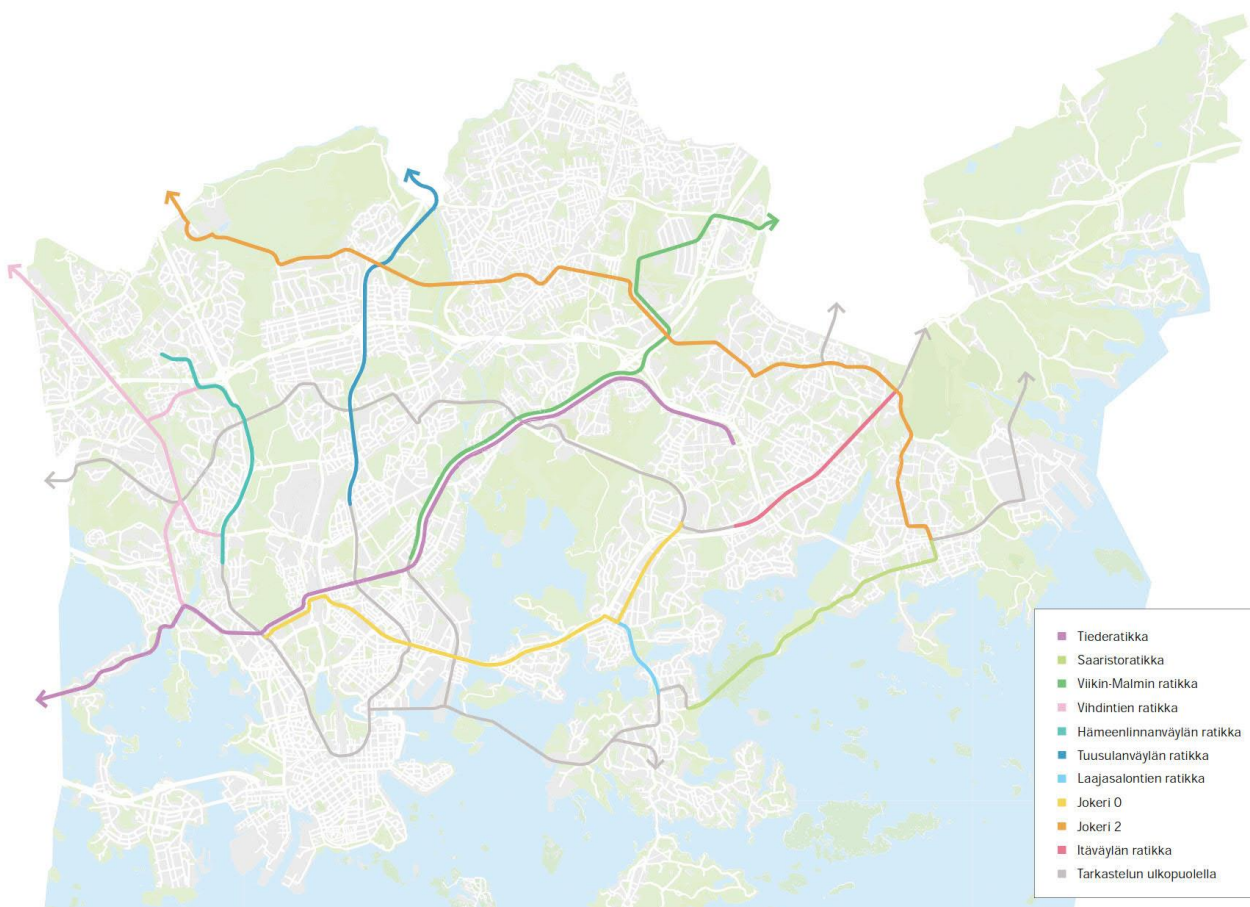 Tiederatikka
Saaristoratikka
Viikin-Malmin ratikka
Vihdintien ratikka
Hämeenlinnanväylän ratikka
Tuusulanväylän ratikka
Laajasalontien ratikka
Jokeri 0
Jokeri 2
Itäväylän ratikka
Tarkastelun ulkopuolella